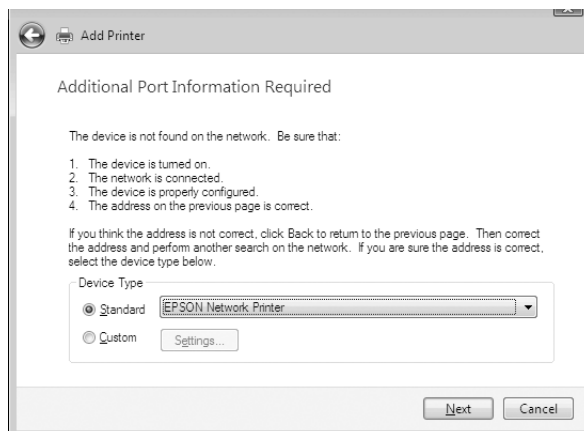 Add Printer
Additional Port Information Required
The device is not found on the network. Be sure that:
1. The device is turned on.
2. The network is connected.
3. The device is properly configured.
4. The address on the previous page is correct.
If you think the address is not correct, click Back to return to the previous page. Then correct
the address and perform another search on the network. If you are sure the address is correct,
select the device type below.
Device Type
Standard EPSON Network Printer
Custom Settings...
Next Cancel